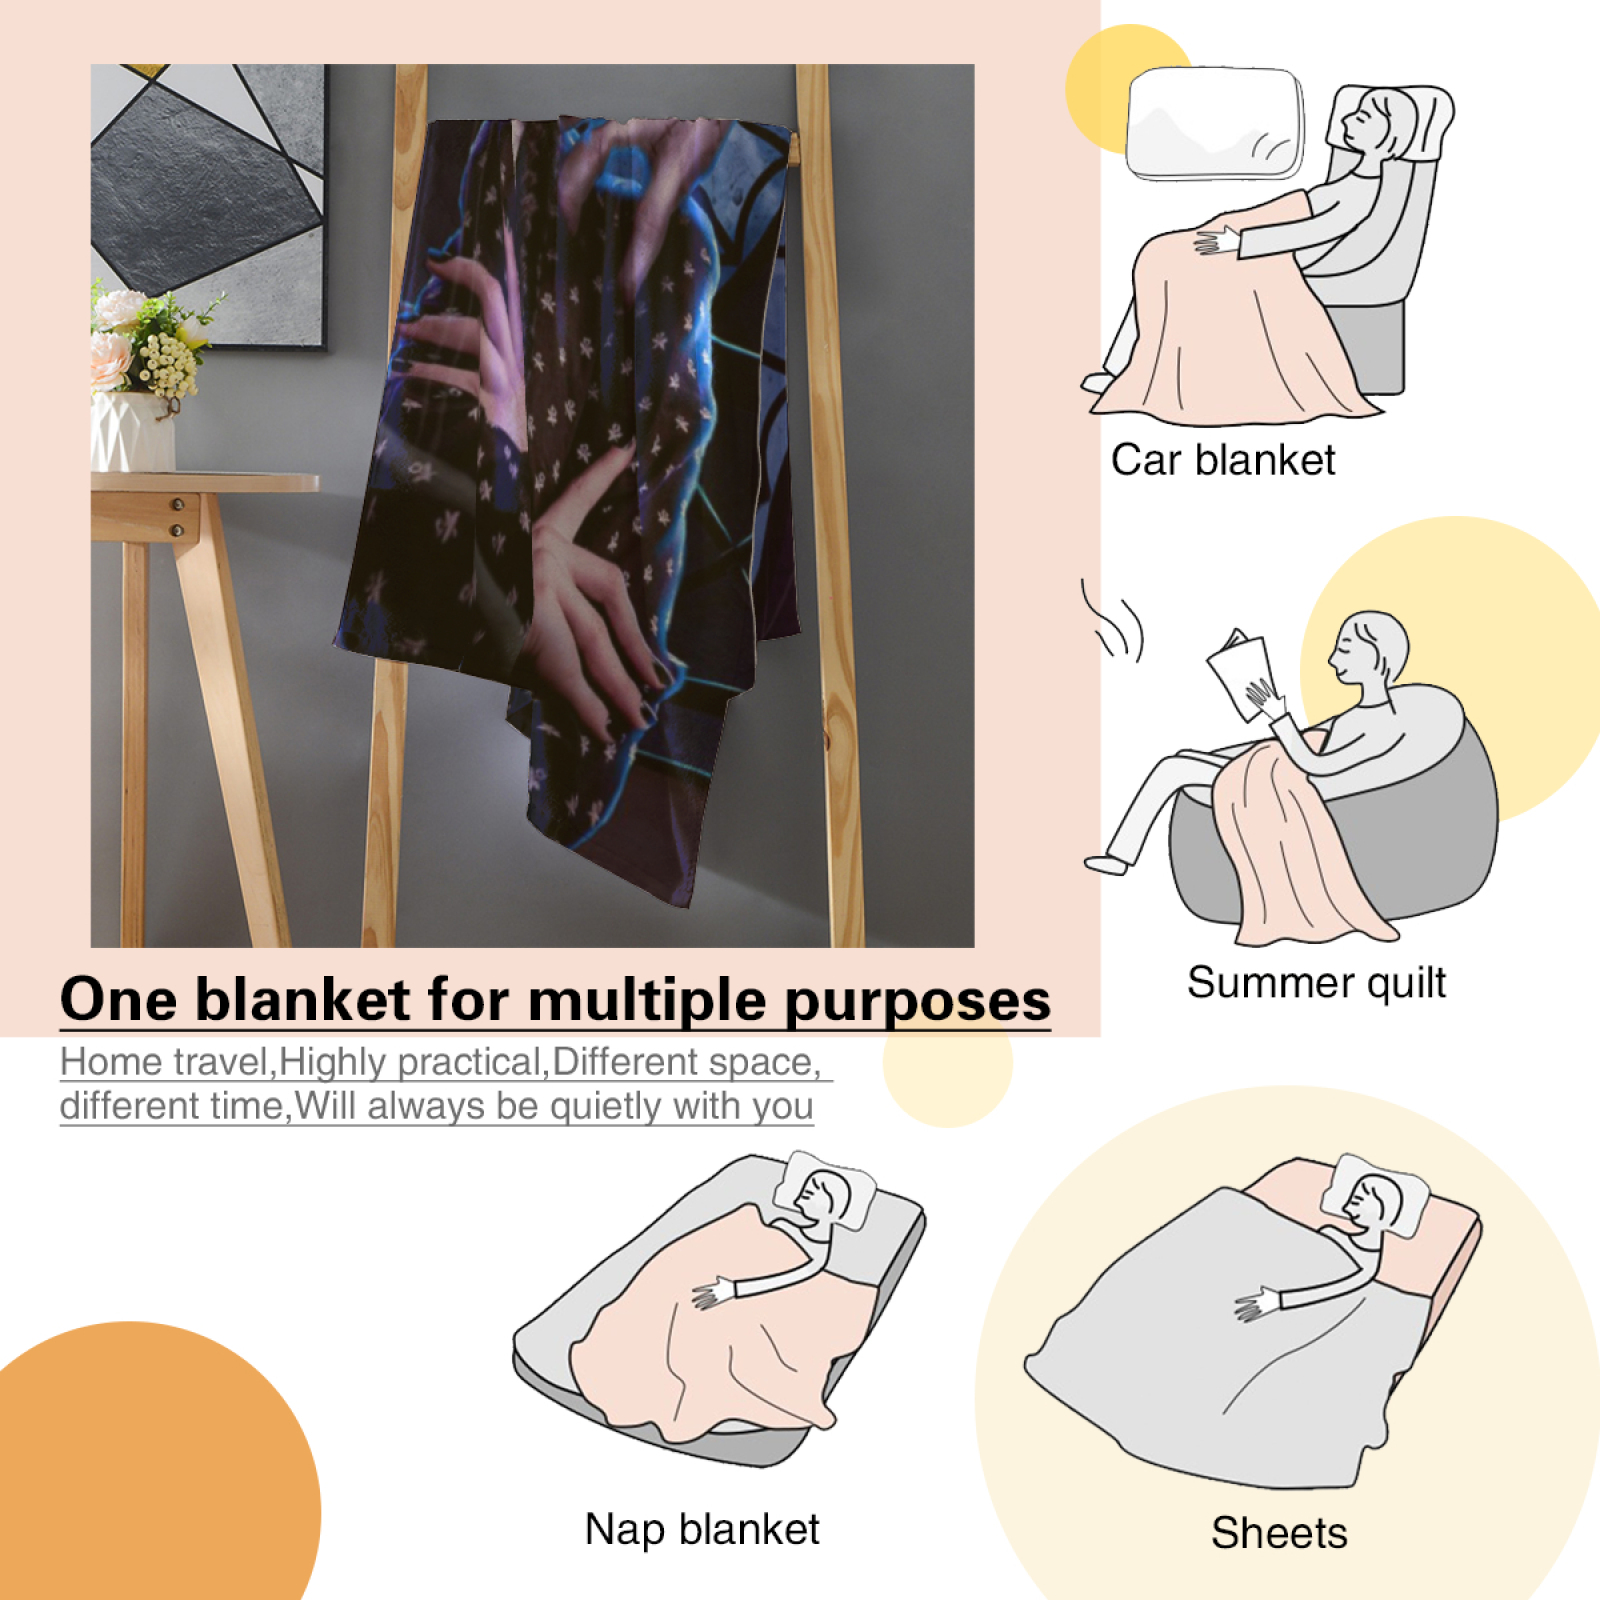 Car blanket
Summer quilt
One blanket for multiple purposes
Home travel,Highly practical,Different space,
different time,Will always be quietly with you
Nap blanket
Sheets